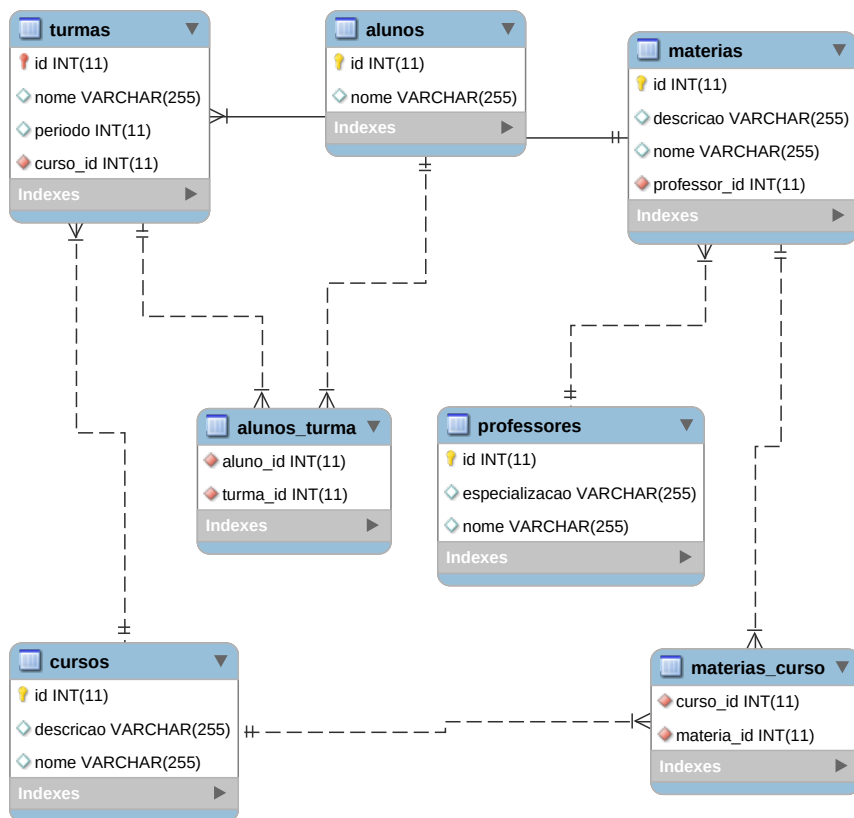 turmas
id INT(11)
nome VARCHAR(255)
periodo INT(11)
curso_id INT(11)
Indexes
alunos
id INT(11)
nome VARCHAR(255)
Indexes
materias
id INT(11)
descricao VARCHAR(255)
nome VARCHAR(255)
professor_id INT(11)
Indexes
alunos_turma
aluno_id INT(11)
turma_id INT(11)
Indexes
professores
id INT(11)
especializacao VARCHAR(255)
nome VARCHAR(255)
Indexes
cursos
id INT(11)
descricao VARCHAR(255)
nome VARCHAR(255)
Indexes
materias_curso
curso_id INT(11)
materia_id INT(11)
Indexes